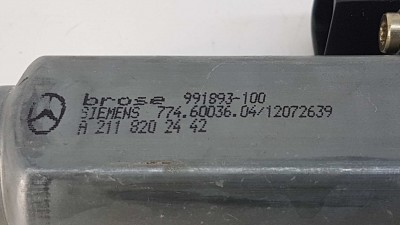 brose 991893-100
SIEMENS 774.60036.04/12072639
A 211 820 24 42